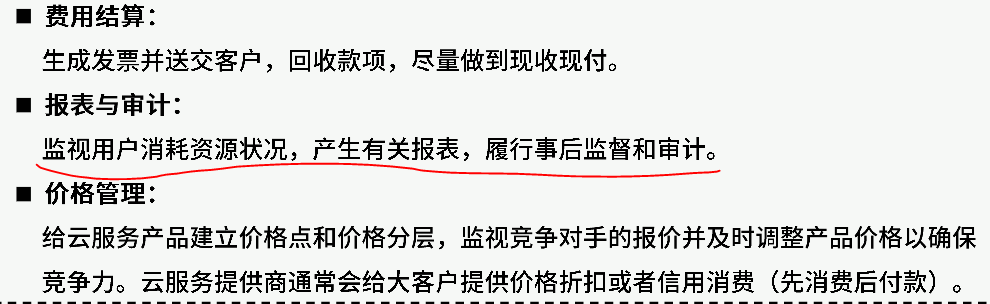 ■ 费用结算：
生成发票并送交客户，回收款项，尽量做到现收现付。
■ 报表与审计：
监视用户消耗资源状况，产生有关报表，履行事后监督和审计。
■ 价格管理：
给云服务产品建立价格点和价格分层，监视竞争对手的报价并及时调整产品价格以确保
竞争力。云服务提供商通常会给大客户提供价格折扣或者信用消费（先消费后付款）。